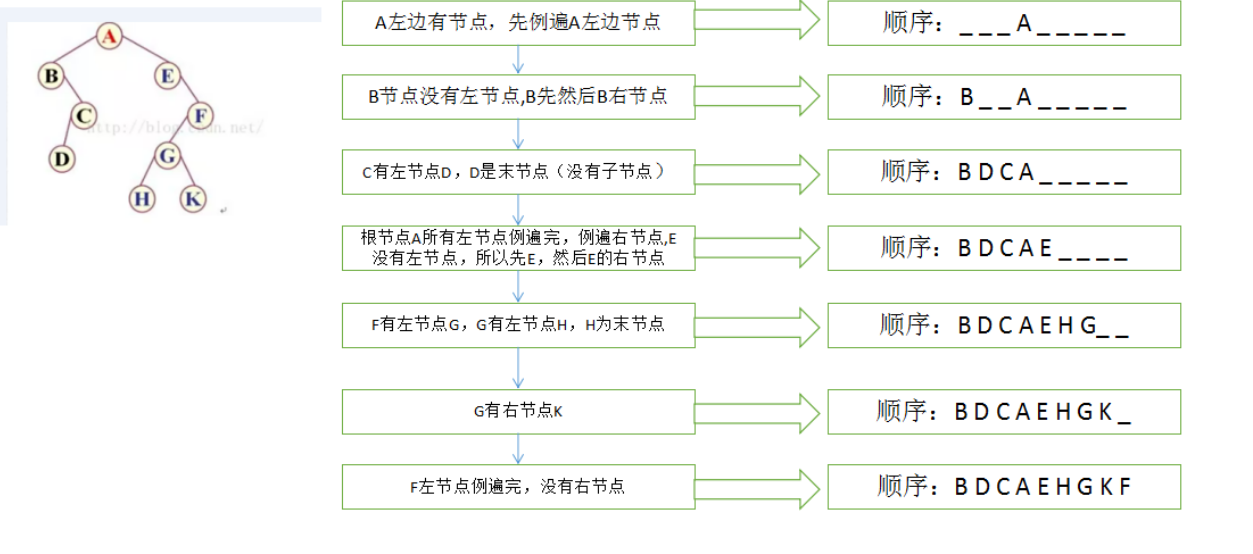 A
B
E
C
F
http://blog.csdn.net/
D
G
H
K
A左边有节点，先例遍A左边节点
顺序：_ _ _ A _ _ _ _ _
B节点没有左节点,B先然后B右节点
顺序：B _ _ A _ _ _ _ _
C有左节点D，D是末节点（没有子节点）
顺序：B D C A _ _ _ _ _
根节点A所有左节点例遍完，例遍右节点,E
没有左节点，所以先E，然后E的右节点
顺序：B D C A E _ _ _ _
F有左节点G，G有左节点H，H为末节点
顺序：B D C A E H G_ _
G有右节点K
顺序：B D C A E H G K _
F左节点例遍完，没有右节点
顺序：B D C A E H G K F